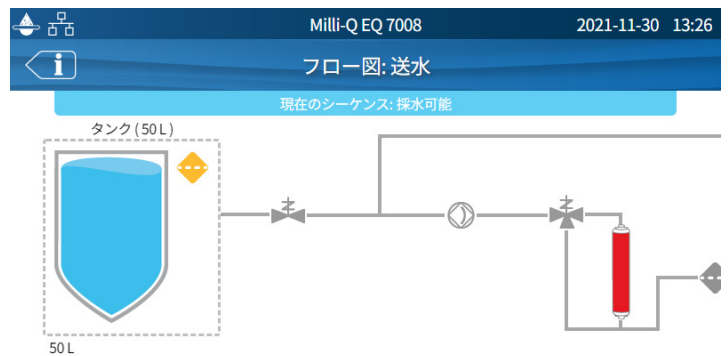 Milli-Q EQ 7008 2021-11-30 13:26
i
フロー図: 送水
現在のシーケンス: 採水可能
タンク (50 L)
50 L